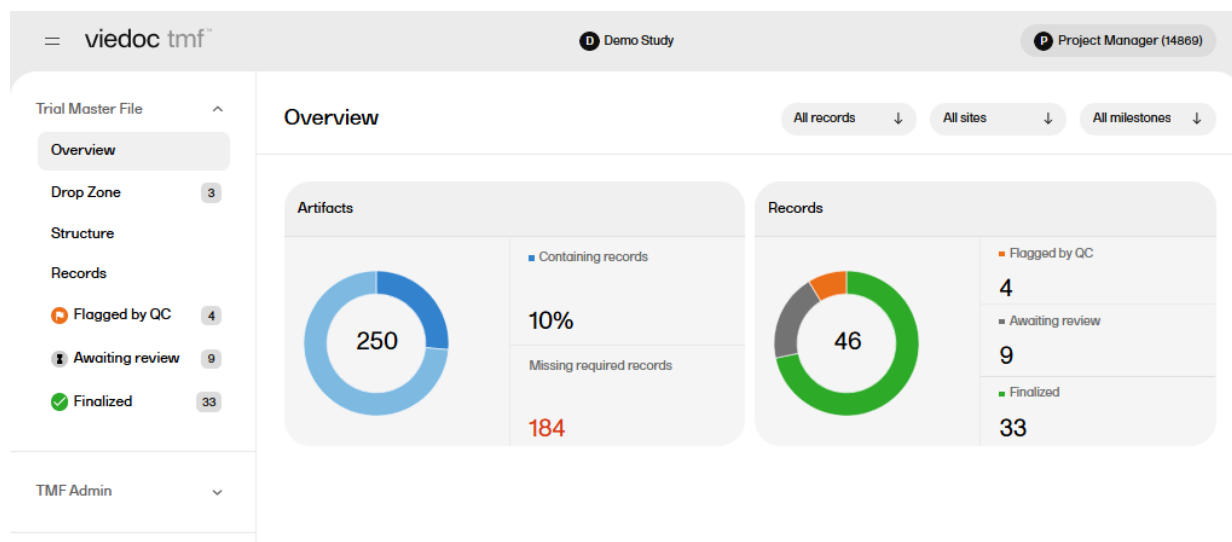 viedoc tmf™
D Demo Study
P Project Manager (14869)
Trial Master File
Overview
Drop Zone 3
Structure
Records
Flagged by QC 4
Awaiting review 9
Finalized 33
TMF Admin
Overview
All records ↓
All sites ↓
All milestones ↓
Artifacts
250
Containing records
10%
Missing required records
184
Records
46
Flagged by QC
4
Awaiting review
9
Finalized
33